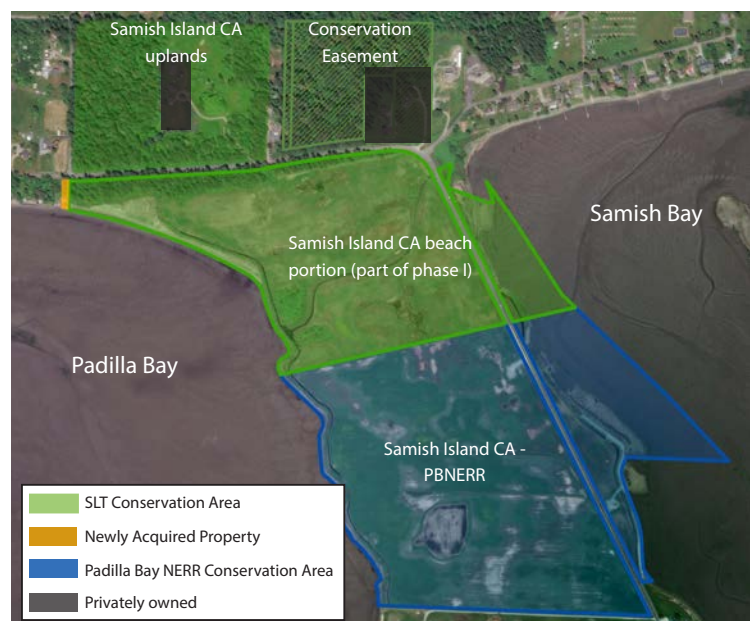 Samish Island CA
uplands
Conservation
Easement
Samish Bay
Samish Island CA beach
portion (part of phase I)
Padilla Bay
Samish Island CA -
PBNERR
SLT Conservation Area
Newly Acquired Property
Padilla Bay NERR Conservation Area
Privately owned